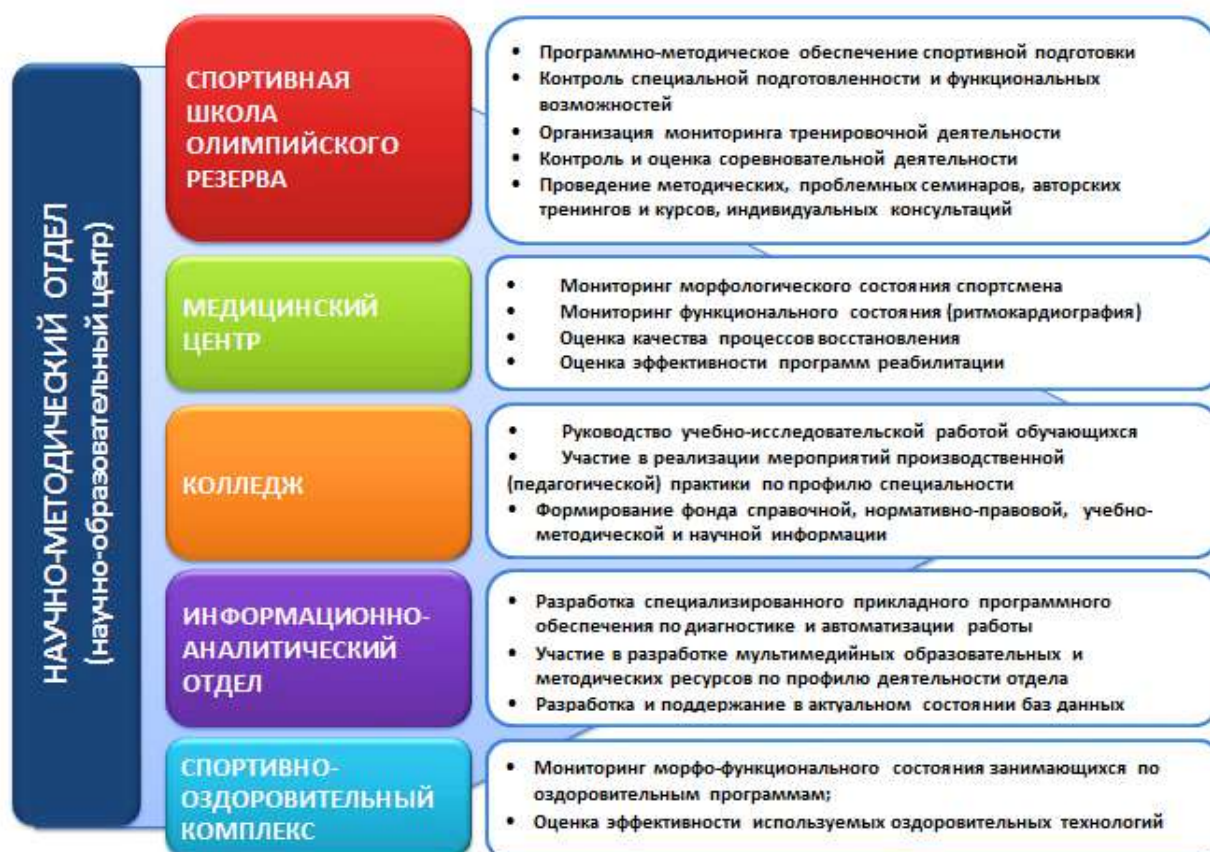 НАУЧНО-МЕТОДИЧЕСКИЙ ОТДЕЛ
(научно-образовательный центр)
СПОРТИВНАЯ
ШКОЛА
ОЛИМПИЙСКОГО
РЕЗЕРВА
• Программно-методическое обеспечение спортивной подготовки
• Контроль специальной подготовленности и функциональных
возможностей
• Организация мониторинга тренировочной деятельности
• Контроль и оценка соревновательной деятельности
• Проведение методических, проблемных семинаров, авторских
тренингов и курсов, индивидуальных консультаций
МЕДИЦИНСКИЙ
ЦЕНТР
• Мониторинг морфологического состояния спортсмена
• Мониторинг функционального состояния (ритмокардиография)
• Оценка качества процессов восстановления
• Оценка эффективности программ реабилитации
КОЛЛЕДЖ
• Руководство учебно-исследовательской работой обучающихся
• Участие в реализации мероприятий производственной
(педагогической) практики по профилю специальности
• Формирование фонда справочной, нормативно-правовой, учебно-
методической и научной информации
ИНФОРМАЦИОННО-
АНАЛИТИЧЕСКИЙ
ОТДЕЛ
• Разработка специализированного прикладного программного
обеспечения по диагностике и автоматизации работы
• Участие в разработке мультимедийных образовательных и
методических ресурсов по профилю деятельности отдела
• Разработка и поддержание в актуальном состоянии баз данных
СПОРТИВНО-
ОЗДОРОВИТЕЛЬНЫЙ
КОМПЛЕКС
• Мониторинг морфо-функционального состояния занимающихся по
оздоровительным программам;
• Оценка эффективности используемых оздоровительных технологий